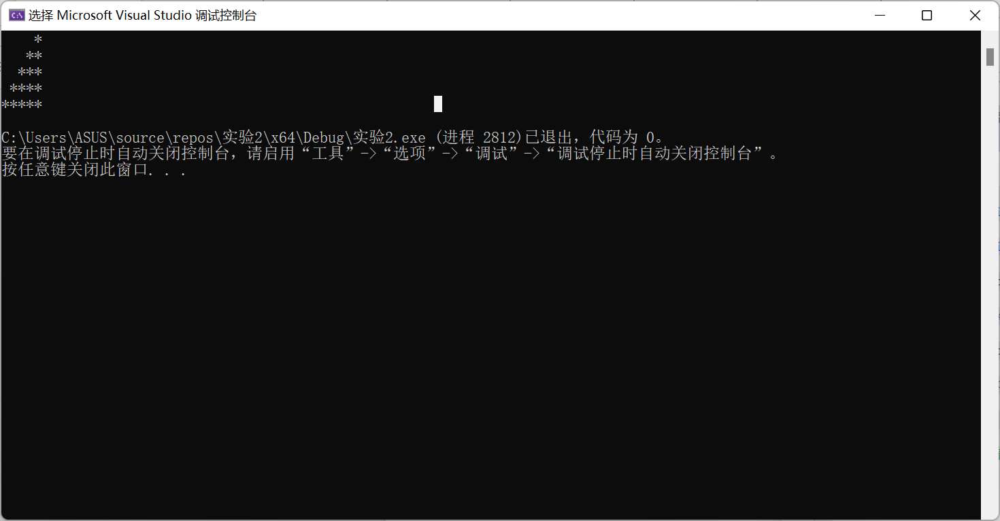 选择 Microsoft Visual Studio 调试控制台
    *
   **
  ***
 ****
*****
C:\Users\ASUS\source\repos\实验2\x64\Debug\实验2.exe (进程 2812)已退出，代码为 0。
要在调试停止时自动关闭控制台，请启用“工具”->“选项”->“调试”->“调试停止时自动关闭控制台”。
按任意键关闭此窗口. . .